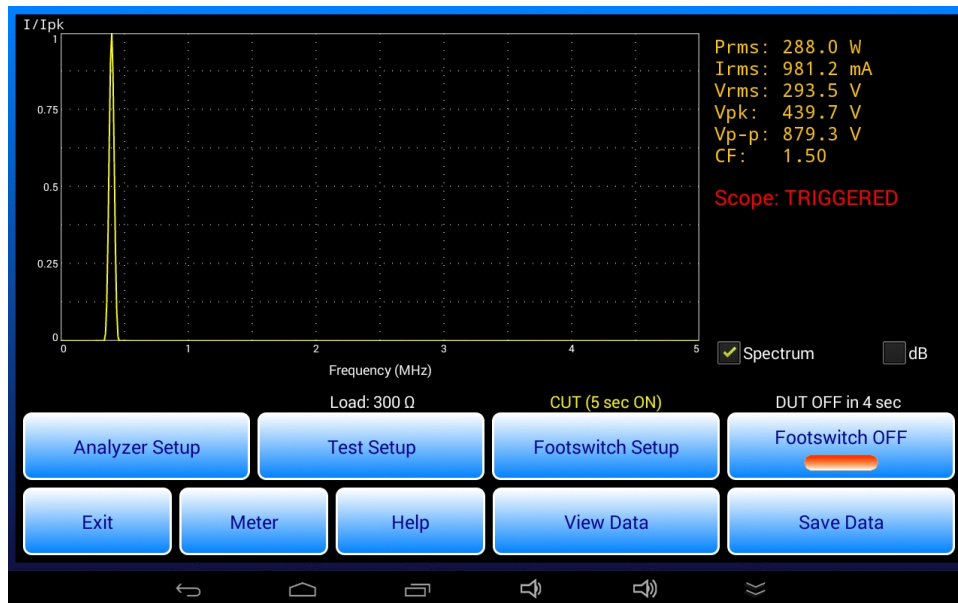 I/Ipk
1
0.75
0.5
0.25
0
0 1 2 3 4 5
Frequency (MHz)
Prms: 288.0 W
Irms: 981.2 mA
Vrms: 293.5 V
Vpk: 439.7 V
Vp-p: 879.3 V
CF: 1.50
Scope: TRIGGERED
Spectrum dB
Load: 300 Ω CUT (5 sec ON) DUT OFF in 4 sec
Analyzer Setup Test Setup Footswitch Setup Footswitch OFF
Exit Meter Help View Data Save Data